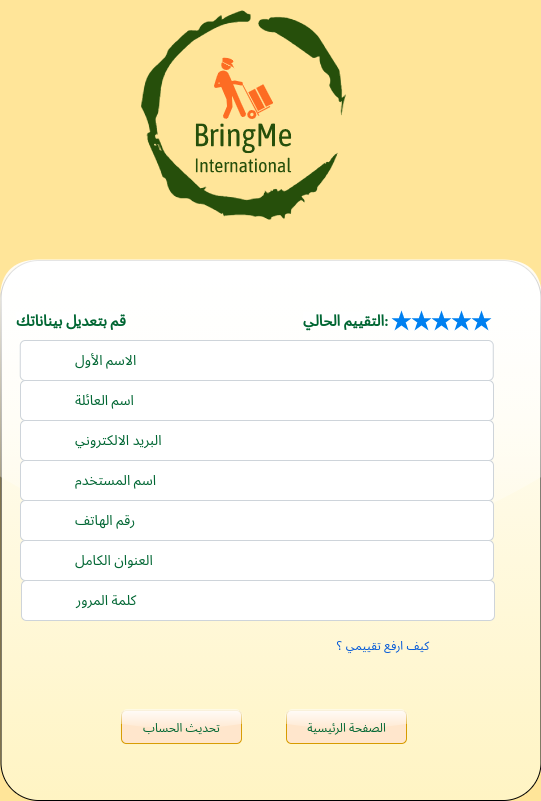 BringMe
International
التقييم الحالي:
قم بتعديل بيناناتك
الاسم الأول
اسم العائلة
البريد الالكتروني
اسم المستخدم
رقم الهاتف
العنوان الكامل
كلمة المرور
كيف ارفع تقييمي ؟
الصفحة الرئيسية
تحديث الحساب